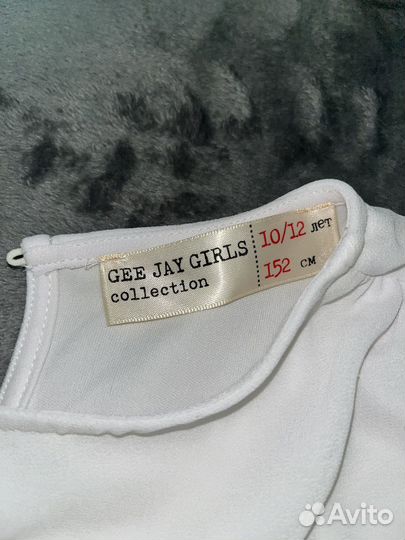 GEE JAY GIRLS
collection
10/12 лет
152 см
Avito